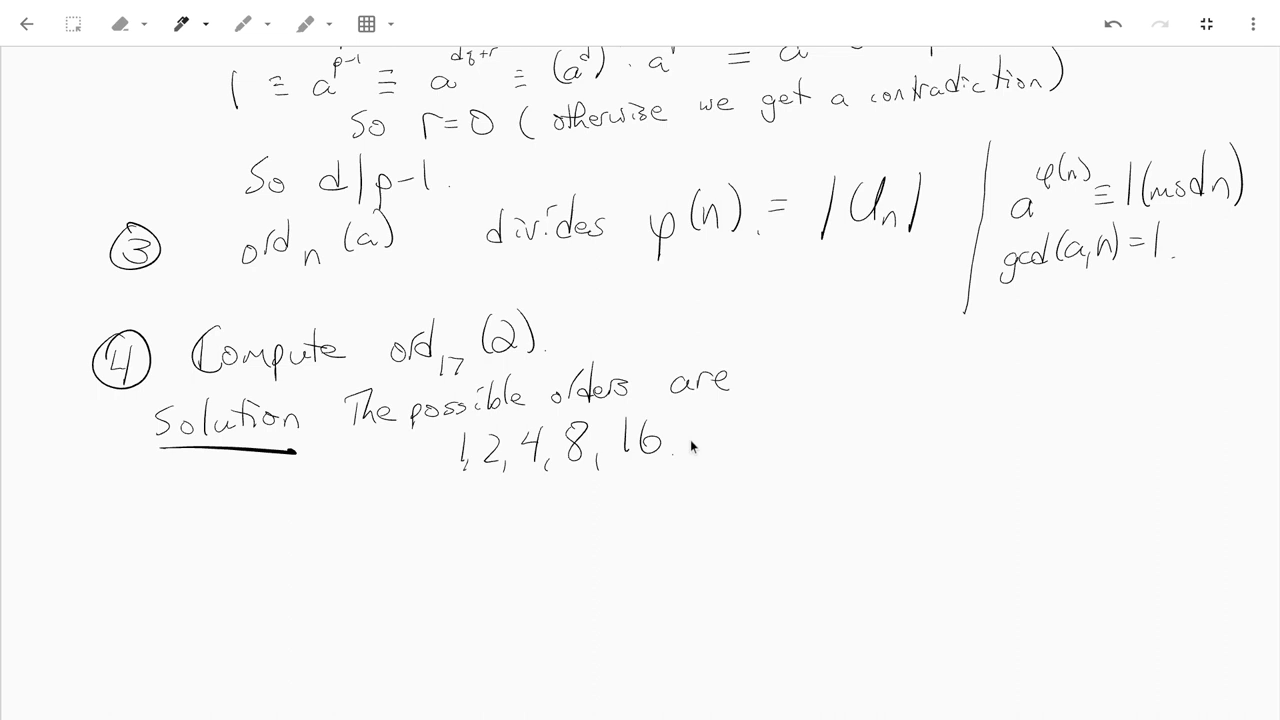 1 ≡ a^{p-1} ≡ a^{dq+r} ≡ (a^d) · a^r ≡ a
So r=0 (otherwise we get a contradiction)
So d|p-1.
③ ord_n (a) divides φ(n) = |U_n|
a^{φ(n)} ≡ 1 (mod n)
gcd(a,n) = 1.
④ Compute ord_17 (2).
Solution The possible orders are
1, 2, 4, 8, 16.